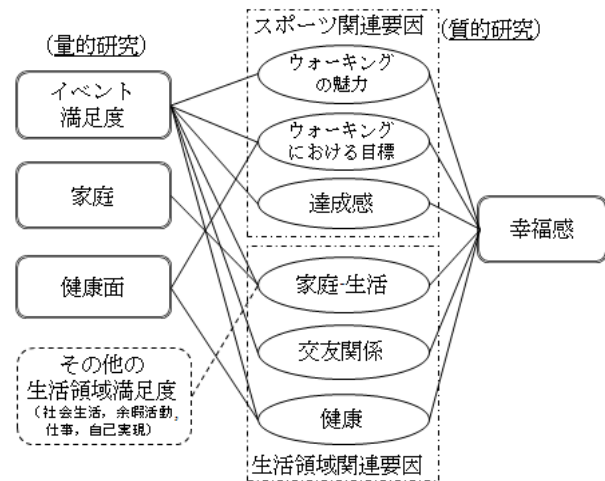 スポーツ関連要因
(量的研究)
(質的研究)
イベント
満足度
ウォーキング
の魅力
ウォーキング
における目標
家庭
達成感
幸福感
健康面
家庭-生活
交友関係
その他の
生活領域満足度
(社会生活，余暇活動，
仕事，自己実現)
健康
生活領域関連要因